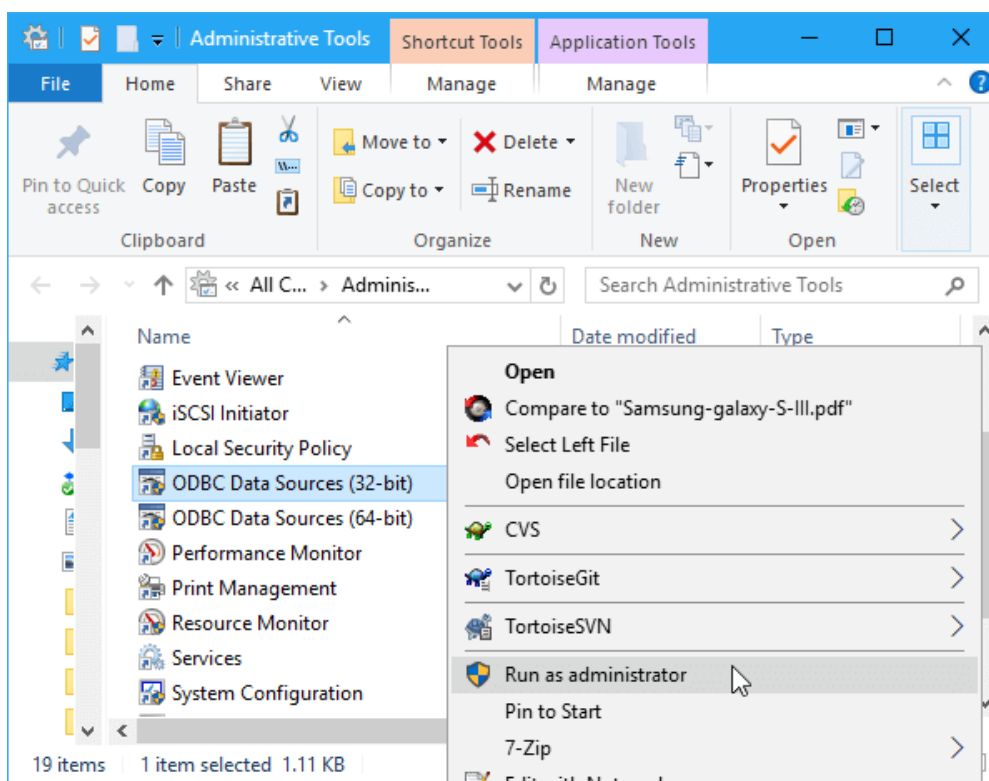 Administrative Tools
Shortcut Tools
Application Tools
File
Home
Share
View
Manage
Manage
Pin to Quick access
Copy
Paste
Clipboard
Move to
Copy to
Delete
Rename
Organize
New folder
New
Properties
Open
Select
« All C... › Adminis...
Search Administrative Tools
Name
Date modified
Type
Event Viewer
iSCSI Initiator
Local Security Policy
ODBC Data Sources (32-bit)
ODBC Data Sources (64-bit)
Performance Monitor
Print Management
Resource Monitor
Services
System Configuration
Open
Compare to "Samsung-galaxy-S-III.pdf"
Select Left File
Open file location
CVS
TortoiseGit
TortoiseSVN
Run as administrator
Pin to Start
7-Zip
Edit with
19 items
1 item selected 1.11 KB